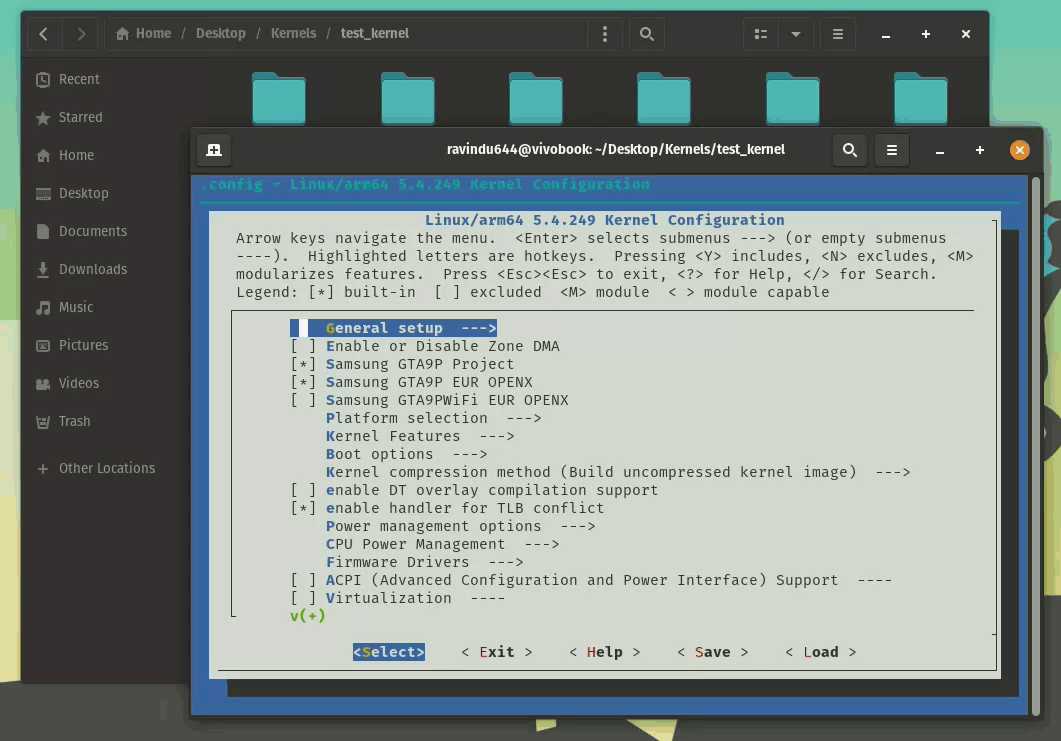 Home / Desktop / Kernels / test_kernel
Recent
Starred
Home
Desktop
Documents
Downloads
Music
Pictures
Videos
Trash
+ Other Locations
ravindu644@vivobook: ~/Desktop/Kernels/test_kernel
.config - Linux/arm64 5.4.249 Kernel Configuration
Linux/arm64 5.4.249 Kernel Configuration
Arrow keys navigate the menu.  <Enter> selects submenus ---> (or empty submenus
----).  Highlighted letters are hotkeys.  Pressing <Y> includes, <N> excludes, <M>
modularizes features.  Press <Esc><Esc> to exit, <?> for Help, </> for Search.
Legend: [*] built-in  [ ] excluded  <M> module  < > module capable
General setup  --->
[ ] Enable or Disable Zone DMA
[*] Samsung GTA9P Project
[*] Samsung GTA9P EUR OPENX
[ ] Samsung GTA9PWiFi EUR OPENX
Platform selection  --->
Kernel Features  --->
Boot options  --->
Kernel compression method (Build uncompressed kernel image)  --->
[ ] enable DT overlay compilation support
[*] enable handler for TLB conflict
Power management options  --->
CPU Power Management  --->
Firmware Drivers  --->
[ ] ACPI (Advanced Configuration and Power Interface) Support  ----
[ ] Virtualization  ----
v(+)
<Select>    < Exit >    < Help >    < Save >    < Load >